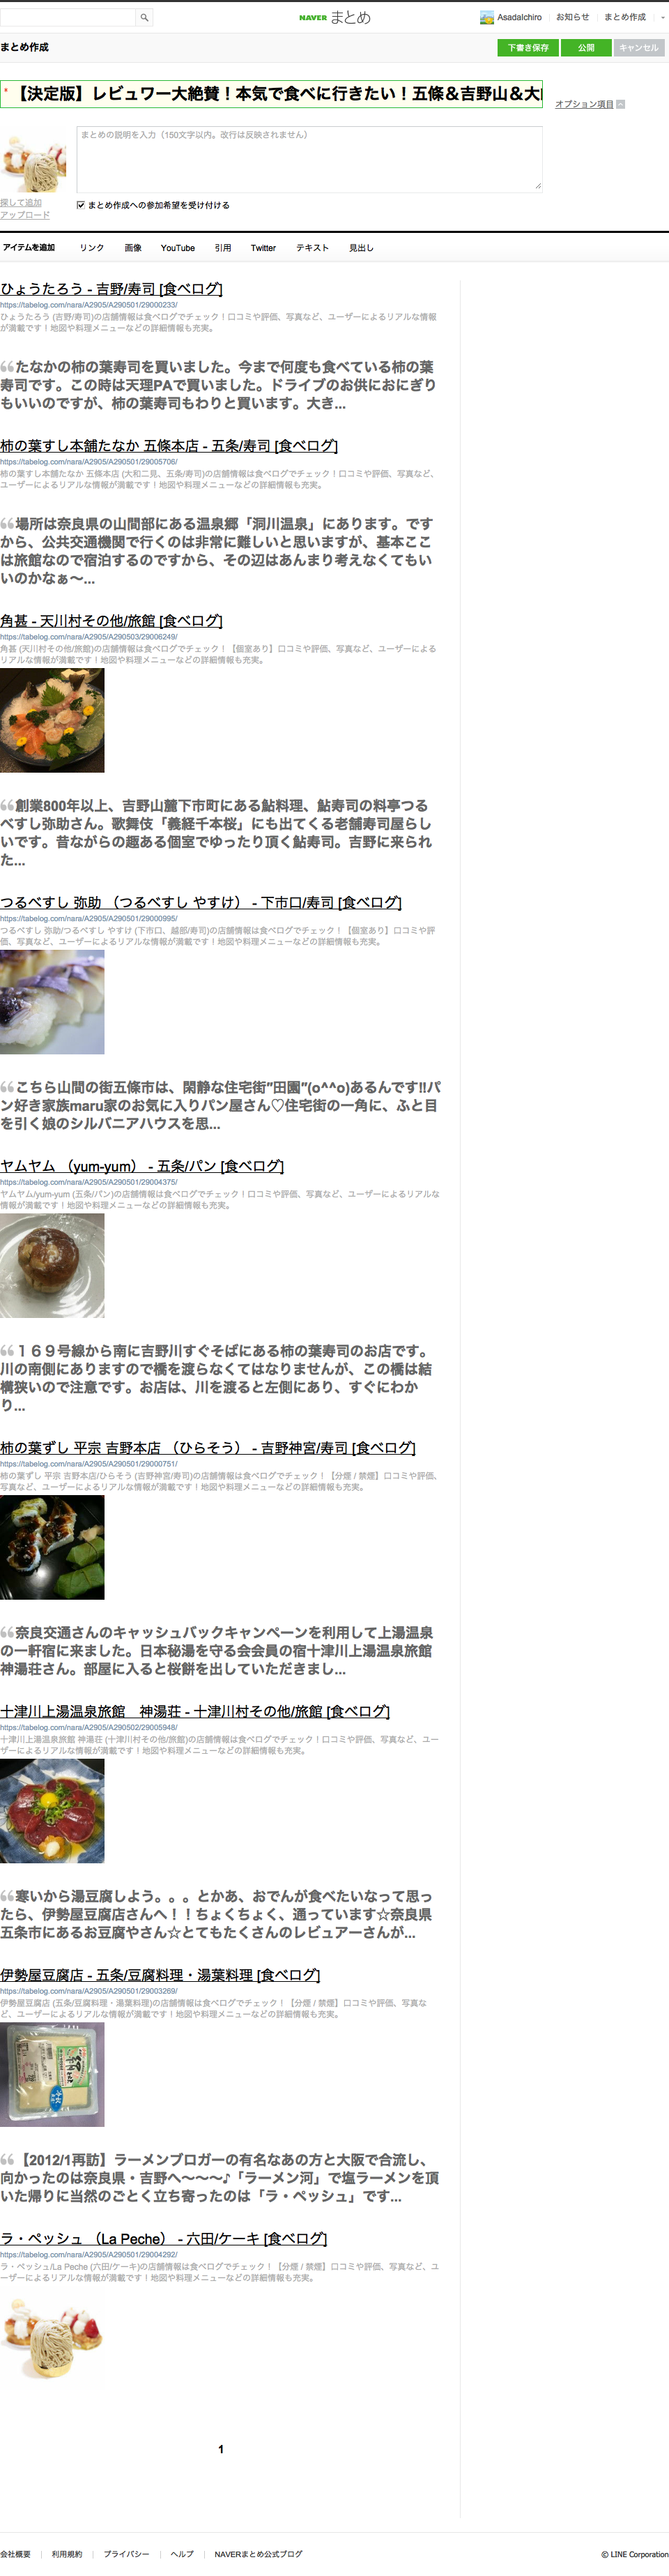 NAVER まとめ
AsadaIchiro お知らせ まとめ作成
まとめ作成
下書き保存 公開 キャンセル
* 【決定版】レビュワー大絶賛！本気で食べに行きたい！五條＆吉野山＆大
オプション項目
まとめの説明を入力（150文字以内。改行は反映されません）
探して追加
アップロード
まとめ作成への参加希望を受け付ける
アイテムを追加 リンク 画像 YouTube 引用 Twitter テキスト 見出し
ひょうたろう - 吉野/寿司 [食べログ]
https://tabelog.com/nara/A2905/A290501/29000233/
ひょうたろう (吉野/寿司)の店舗情報は食べログでチェック！口コミや評価、写真など、ユーザーによるリアルな情報
が満載です！地図や料理メニューなどの詳細情報も充実。
たなかの柿の葉寿司を買いました。今まで何度も食べている柿の葉
寿司です。この時は天理PAで買いました。ドライブのお供におにぎり
もいいのですが、柿の葉寿司もわりと買います。大き...
柿の葉すし本舗たなか 五條本店 - 五条/寿司 [食べログ]
https://tabelog.com/nara/A2905/A290501/29005706/
柿の葉すし本舗たなか 五條本店 (大和二見、五条/寿司)の店舗情報は食べログでチェック！口コミや評価、写真など、
ユーザーによるリアルな情報が満載です！地図や料理メニューなどの詳細情報も充実。
場所は奈良県の山間部にある温泉郷「洞川温泉」にあります。です
から、公共交通機関で行くのは非常に難しいと思いますが、基本ここ
は旅館なので宿泊するのですから、その辺はあんまり考えなくてもい
いのかなぁ〜...
角甚 - 天川村その他/旅館 [食べログ]
https://tabelog.com/nara/A2905/A290503/29006249/
角甚 (天川村その他/旅館)の店舗情報は食べログでチェック！【個室あり】口コミや評価、写真など、ユーザーによる
リアルな情報が満載です！地図や料理メニューなどの詳細情報も充実。
創業800年以上、吉野山麓下市町にある鮎料理、鮎寿司の料亭つる
べすし弥助さん。歌舞伎「義経千本桜」にも出てくる老舗寿司屋らし
いです。昔ながらの趣ある個室でゆったり頂く鮎寿司。吉野に来られ
た...
つるべすし 弥助 （つるべすし やすけ） - 下市口/寿司 [食べログ]
https://tabelog.com/nara/A2905/A290501/29000995/
つるべすし 弥助/つるべすし やすけ (下市口、越部/寿司)の店舗情報は食べログでチェック！【個室あり】口コミや評
価、写真など、ユーザーによるリアルな情報が満載です！地図や料理メニューなどの詳細情報も充実。
こちら山間の街五條市は、閑静な住宅街”田園”(o^^o)あるんです!!パ
ン好き家族maru家のお気に入りパン屋さん♡住宅街の一角に、ふと目
を引く娘のシルバニアハウスを思...
ヤムヤム （yum-yum） - 五条/パン [食べログ]
https://tabelog.com/nara/A2905/A290501/29004375/
ヤムヤム/yum-yum (五条/パン)の店舗情報は食べログでチェック！口コミや評価、写真など、ユーザーによるリアルな
情報が満載です！地図や料理メニューなどの詳細情報も充実。
１６９号線から南に吉野川すぐそばにある柿の葉寿司のお店です。
川の南側にありますので橋を渡らなくてはなりませんが、この橋は結
構狭いので注意です。お店は、川を渡ると左側にあり、すぐにわか
り...
柿の葉ずし 平宗 吉野本店 （ひらそう） - 吉野神宮/寿司 [食べログ]
https://tabelog.com/nara/A2905/A290501/29000751/
柿の葉ずし 平宗 吉野本店/ひらそう (吉野神宮/寿司)の店舗情報は食べログでチェック！【分煙 / 禁煙】口コミや評価、
写真など、ユーザーによるリアルな情報が満載です！地図や料理メニューなどの詳細情報も充実。
奈良交通さんのキャッシュバックキャンペーンを利用して上湯温泉
の一軒宿に来ました。日本秘湯を守る会会員の宿十津川上湯温泉旅館
神湯荘さん。部屋に入ると桜餅を出していただきまし...
十津川上湯温泉旅館　神湯荘 - 十津川村その他/旅館 [食べログ]
https://tabelog.com/nara/A2905/A290502/29005948/
十津川上湯温泉旅館 神湯荘 (十津川村その他/旅館)の店舗情報は食べログでチェック！口コミや評価、写真など、ユー
ザーによるリアルな情報が満載です！地図や料理メニューなどの詳細情報も充実。
寒いから湯豆腐しよう。。。とかあ、おでんが食べたいなって思っ
たら、伊勢屋豆腐店さんへ！！ちょくちょく、通っています☆奈良県
五条市にあるお豆腐やさん☆とてもたくさんのレビュアーさんが...
伊勢屋豆腐店 - 五条/豆腐料理・湯葉料理 [食べログ]
https://tabelog.com/nara/A2905/A290501/29003269/
伊勢屋豆腐店 (五条/豆腐料理・湯葉料理)の店舗情報は食べログでチェック！【分煙 / 禁煙】口コミや評価、写真な
ど、ユーザーによるリアルな情報が満載です！地図や料理メニューなどの詳細情報も充実。
【2012/1再訪】ラーメンブロガーの有名なあの方と大阪で合流し、
向かったのは奈良県・吉野へ〜〜〜♪「ラーメン河」で塩ラーメンを頂
いた帰りに当然のごとく立ち寄ったのは「ラ・ペッシュ」です...
ラ・ペッシュ （La Peche） - 六田/ケーキ [食べログ]
https://tabelog.com/nara/A2905/A290501/29004292/
ラ・ペッシュ/La Peche (六田/ケーキ)の店舗情報は食べログでチェック！【分煙 / 禁煙】口コミや評価、写真など、ユ
ーザーによるリアルな情報が満載です！地図や料理メニューなどの詳細情報も充実。
1
会社概要 利用規約 プライバシー ヘルプ NAVERまとめ公式ブログ © LINE Corporation